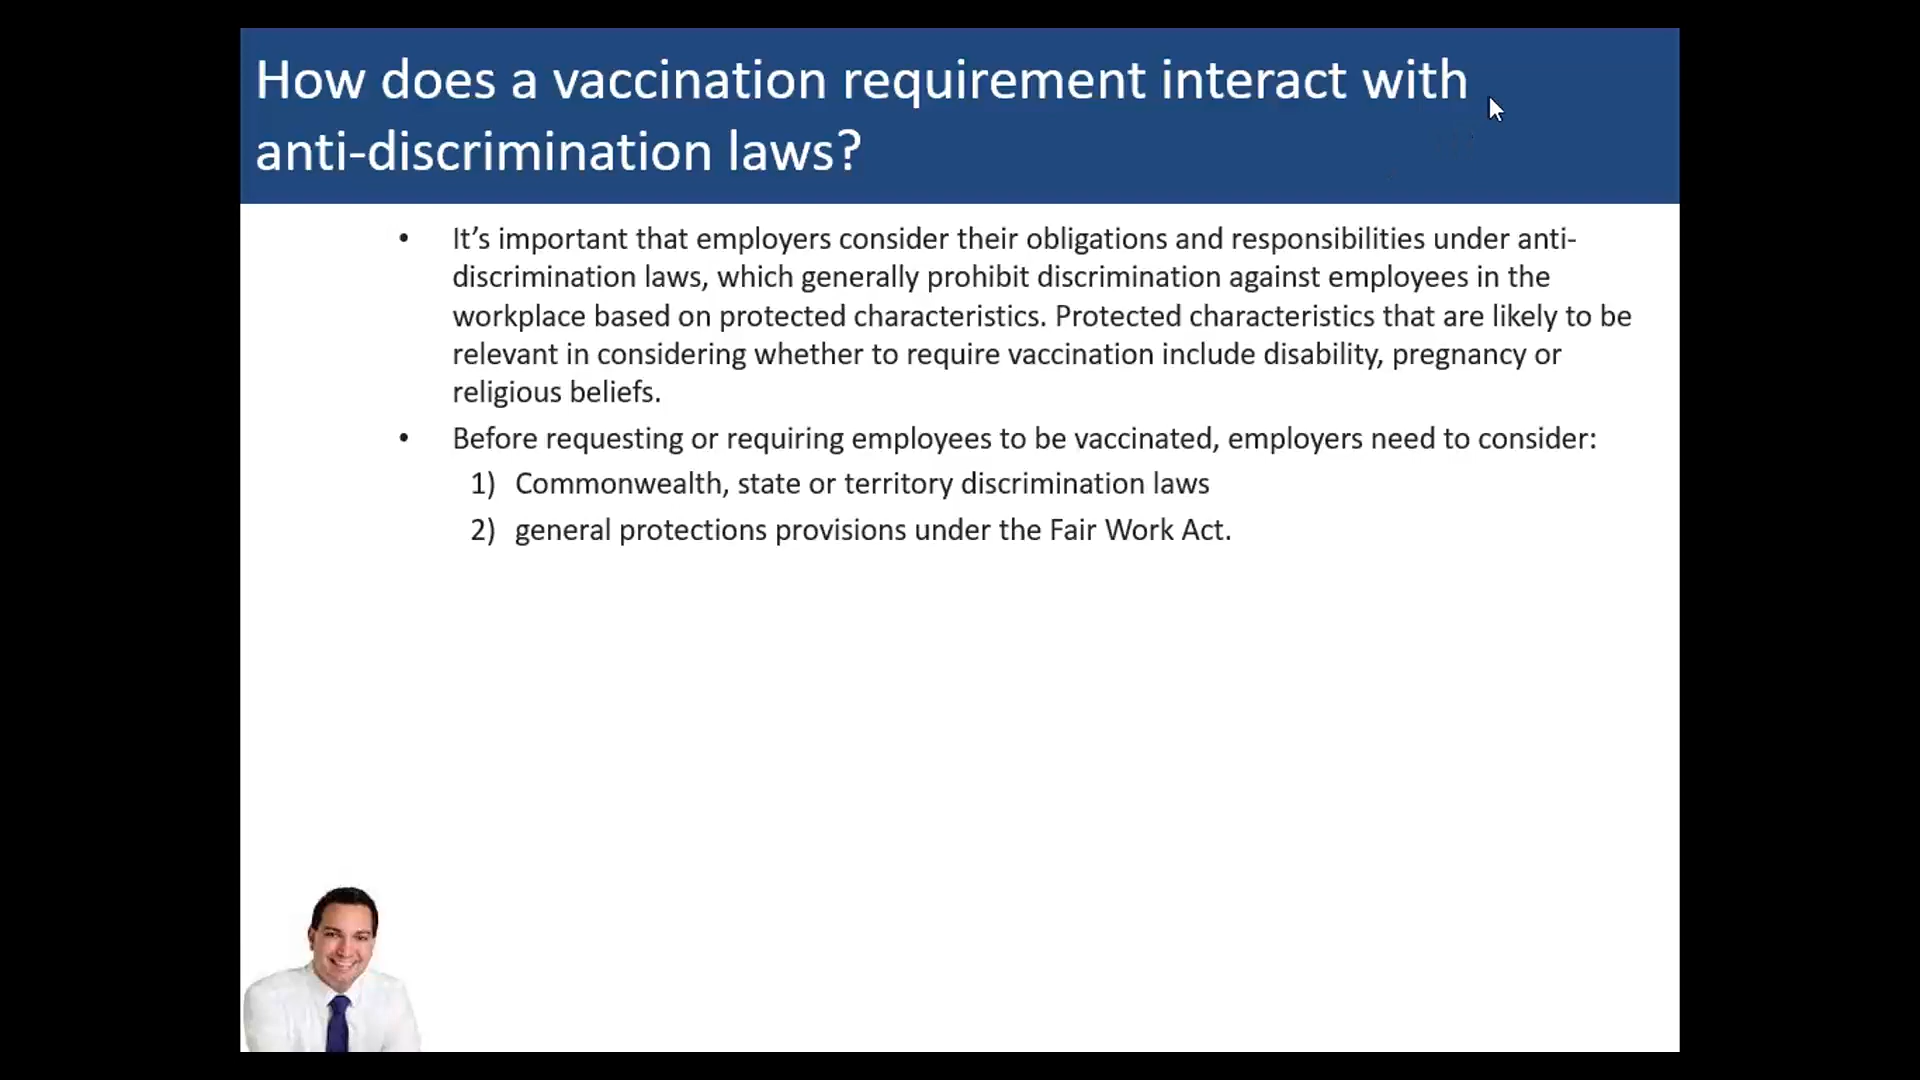 How does a vaccination requirement interact with
anti-discrimination laws?
• It’s important that employers consider their obligations and responsibilities under anti-
discrimination laws, which generally prohibit discrimination against employees in the
workplace based on protected characteristics. Protected characteristics that are likely to be
relevant in considering whether to require vaccination include disability, pregnancy or
religious beliefs.
• Before requesting or requiring employees to be vaccinated, employers need to consider:
1) Commonwealth, state or territory discrimination laws
2) general protections provisions under the Fair Work Act.